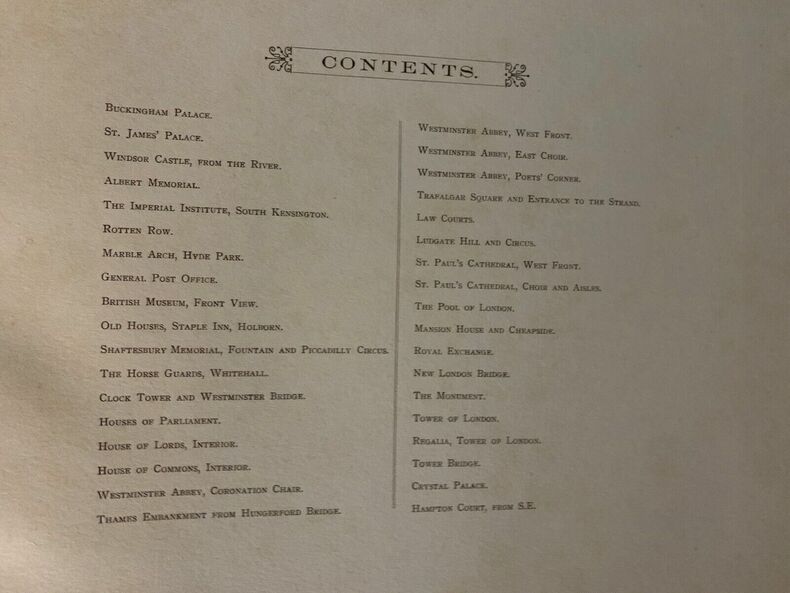 CONTENTS.
Buckingham Palace.
St. James' Palace.
Windsor Castle, from the River.
Albert Memorial.
The Imperial Institute, South Kensington.
Rotten Row.
Marble Arch, Hyde Park.
General Post Office.
British Museum, Front View.
Old Houses, Staple Inn, Holborn.
Shaftesbury Memorial, Fountain and Piccadilly Circus.
The Horse Guards, Whitehall.
Clock Tower and Westminster Bridge.
Houses of Parliament.
House of Lords, Interior.
House of Commons, Interior.
Westminster Abbey, Coronation Chair.
Thames Embankment from Hungerford Bridge.
Westminster Abbey, West Front.
Westminster Abbey, East Choir.
Westminster Abbey, Poets' Corner.
Trafalgar Square and Entrance to the Strand.
Law Courts.
Ludgate Hill and Circus.
St. Paul's Cathedral, West Front.
St. Paul's Cathedral, Choir and Aisles.
The Pool of London.
Mansion House and Cheapside.
Royal Exchange.
New London Bridge.
The Monument.
Tower of London.
Regalia, Tower of London.
Tower Bridge.
Crystal Palace.
Hampton Court, from S.E.